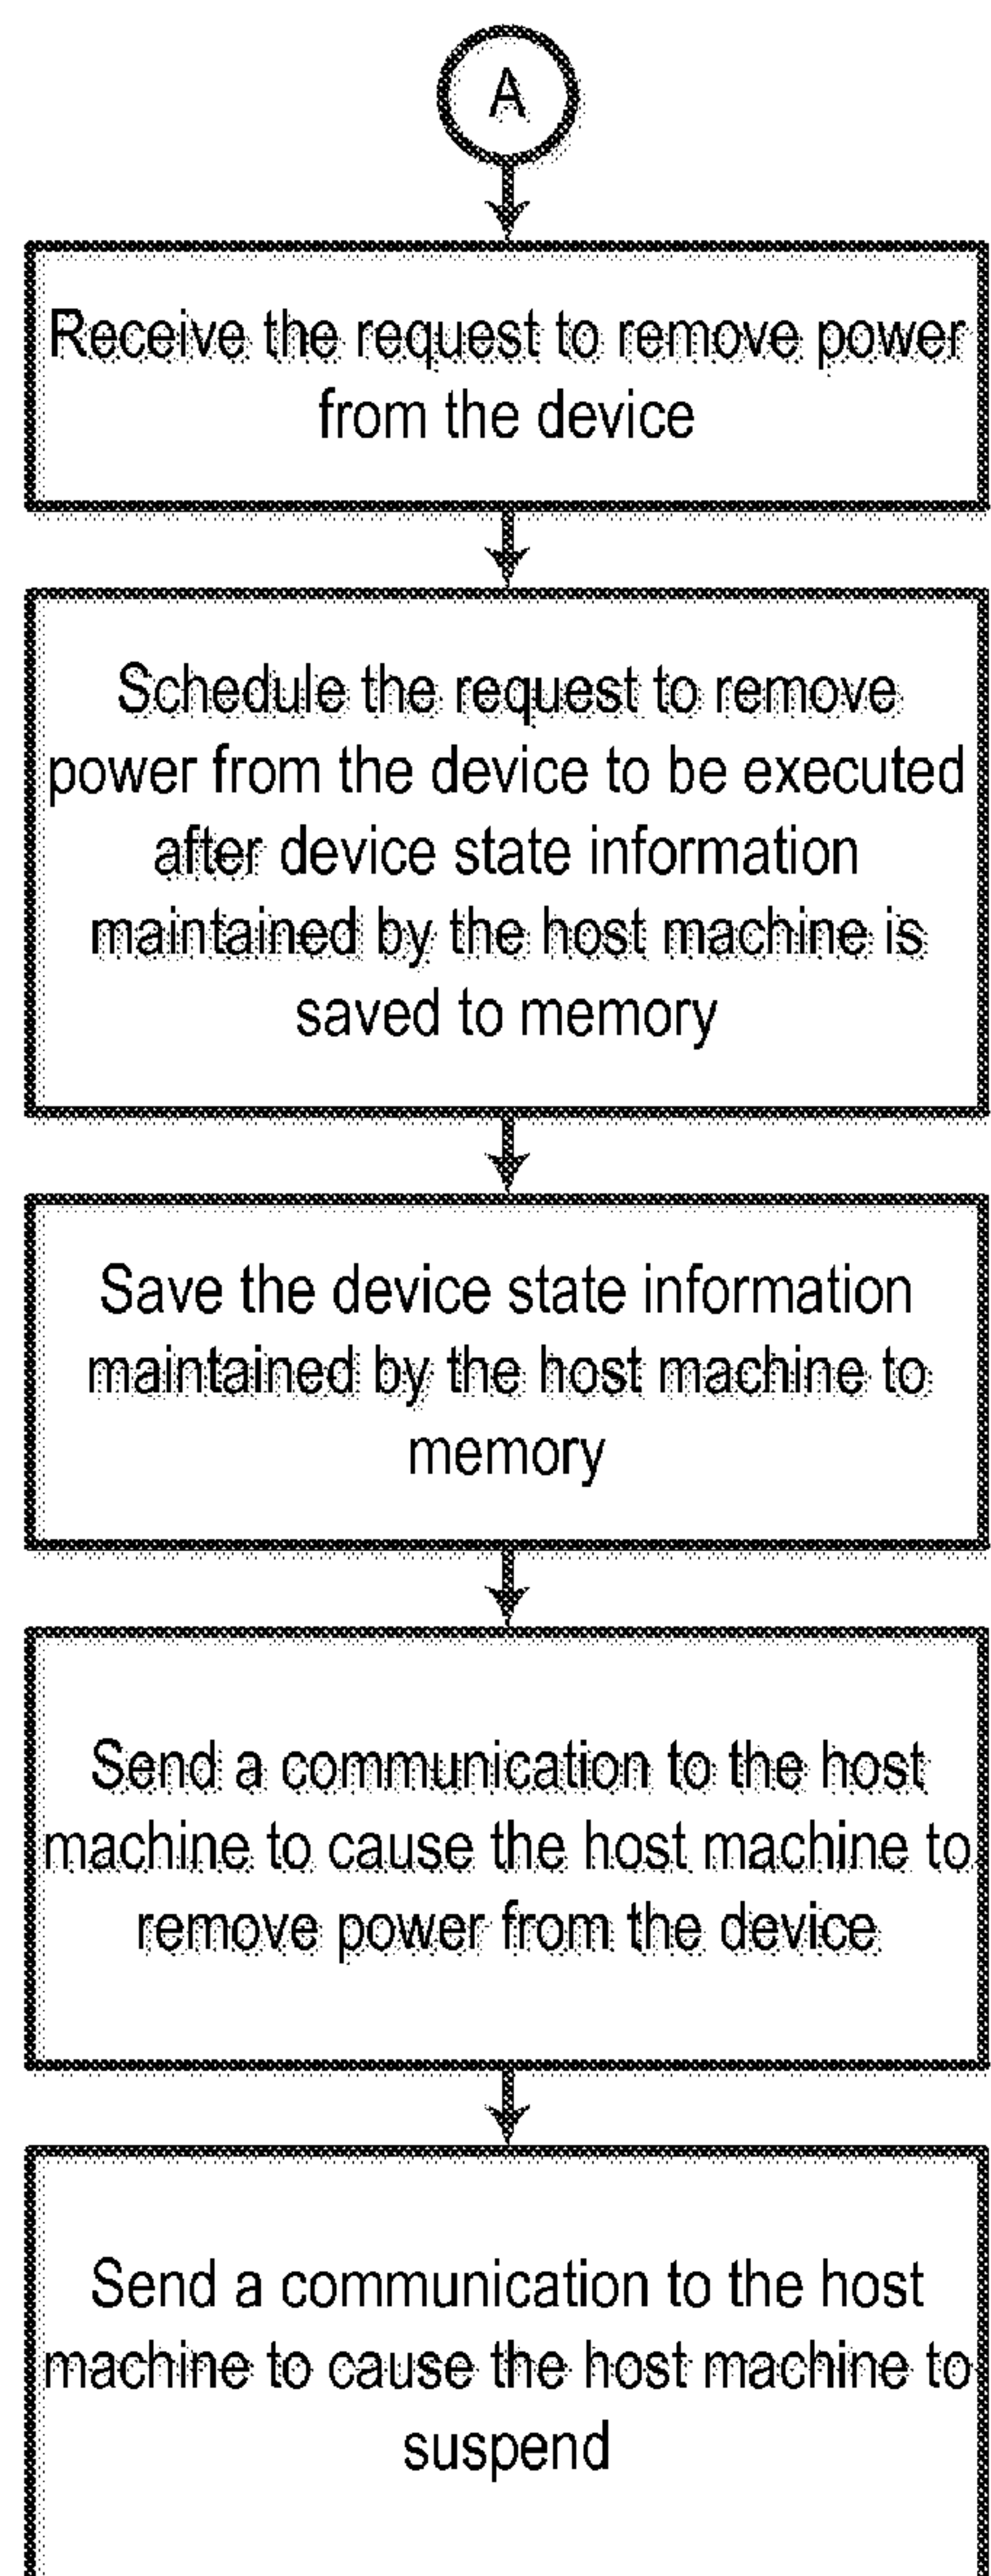 A
Receive the request to remove power
from the device
Schedule the request to remove
power from the device to be executed
after device state information
maintained by the host machine is
saved to memory
Save the device state information
maintained by the host machine to
memory
Send a communication to the host
machine to cause the host machine to
remove power from the device
Send a communication to the host
machine to cause the host machine to
suspend